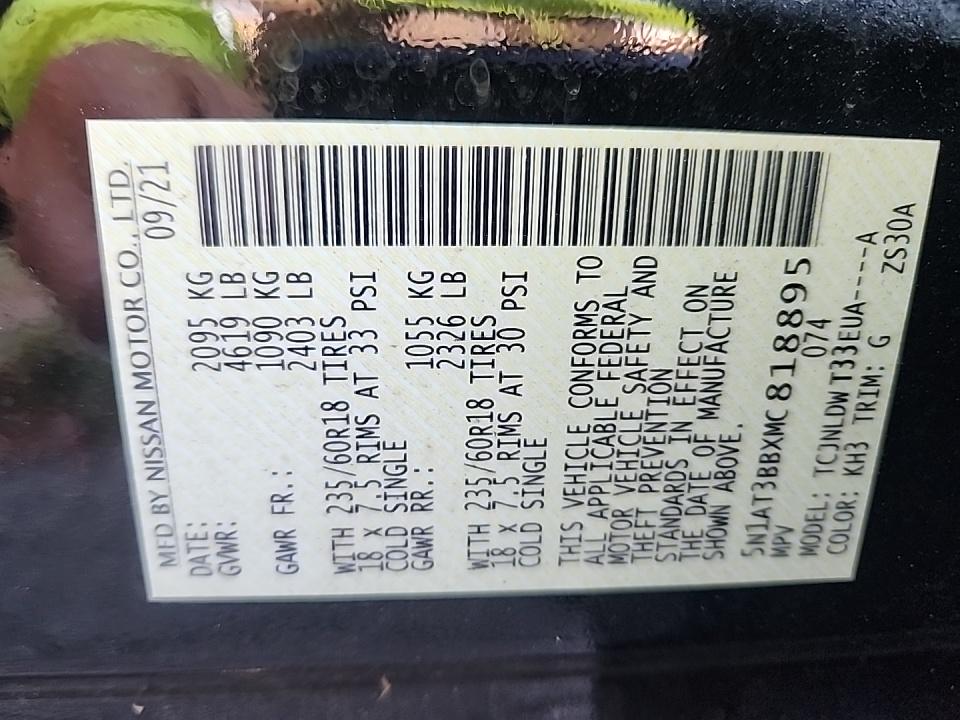 MFD BY NISSAN MOTOR CO., LTD.
DATE: 09/21
GVWR: 2095 KG
4619 LB
GAWR FR.: 1090 KG
2403 LB
WITH 235/60R18 TIRES
18 X 7.5 RIMS AT 33 PSI
COLD SINGLE
GAWR RR.: 1055 KG
2326 LB
WITH 235/60R18 TIRES
18 X 7.5 RIMS AT 30 PSI
COLD SINGLE
THIS VEHICLE CONFORMS TO
ALL APPLICABLE FEDERAL
MOTOR VEHICLE SAFETY AND
THEFT PREVENTION
STANDARDS IN EFFECT ON
THE DATE OF MANUFACTURE
SHOWN ABOVE.
5N1AT3BBXMC818895
MPV 074
MODEL: TCJNLDWT33EUA----A
COLOR: KH3 TRIM: G ZS30A